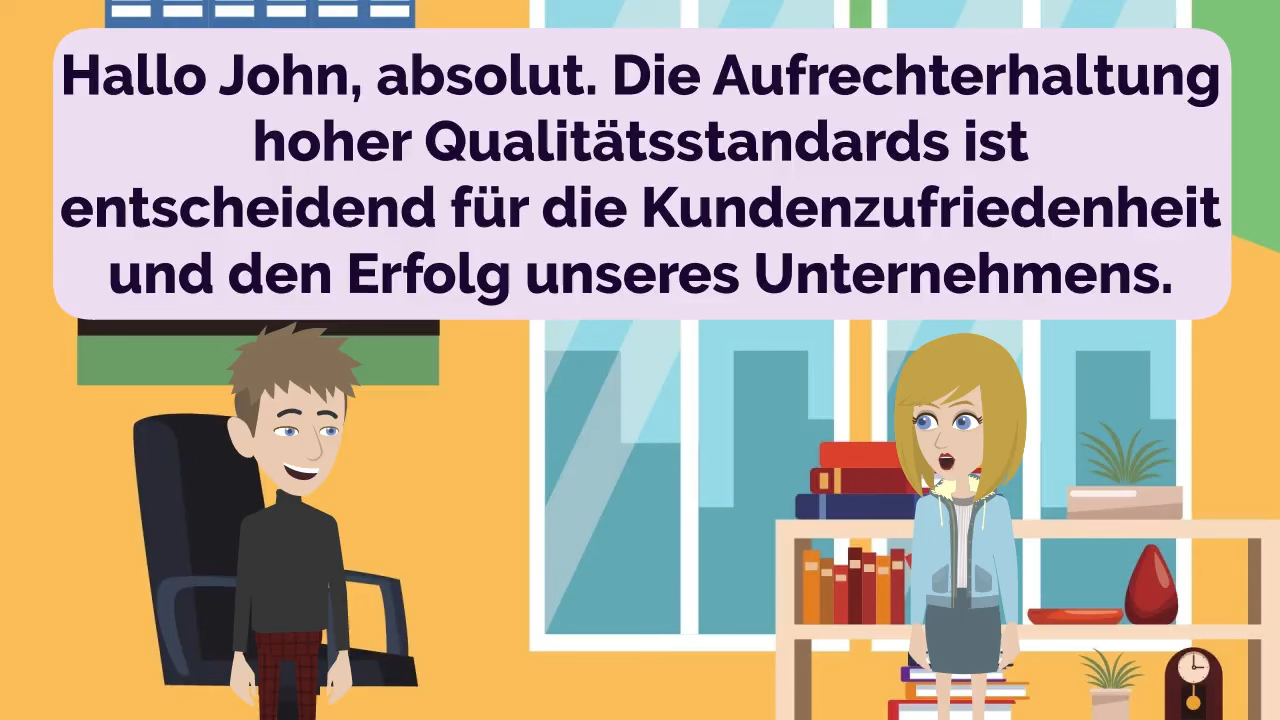 Hallo John, absolut. Die Aufrechterhaltung
hoher Qualitätsstandards ist
entscheidend für die Kundenzufriedenheit
und den Erfolg unseres Unternehmens.